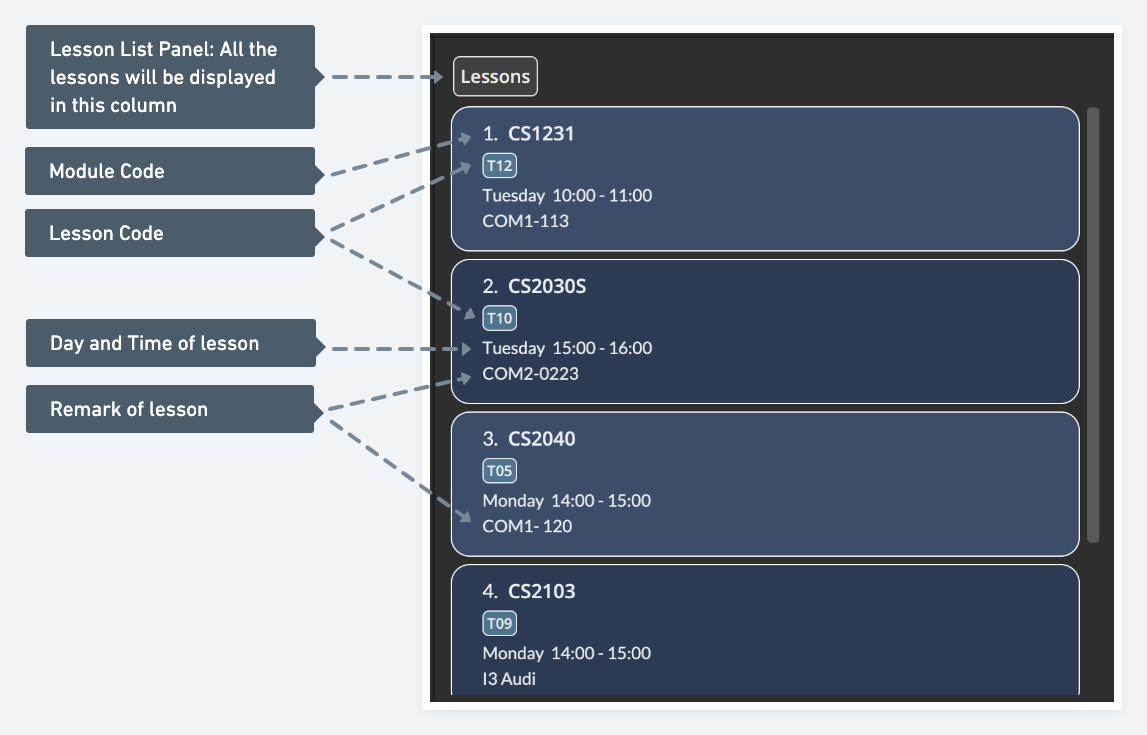 Lesson List Panel: All the
lessons will be displayed
in this column
Module Code
Lesson Code
Day and Time of lesson
Remark of lesson
Lessons
1. CS1231
T12
Tuesday 10:00 - 11:00
COM1-113
2. CS2030S
T10
Tuesday 15:00 - 16:00
COM2-0223
3. CS2040
T05
Monday 14:00 - 15:00
COM1- 120
4. CS2103
T09
Monday 14:00 - 15:00
I3 Audi